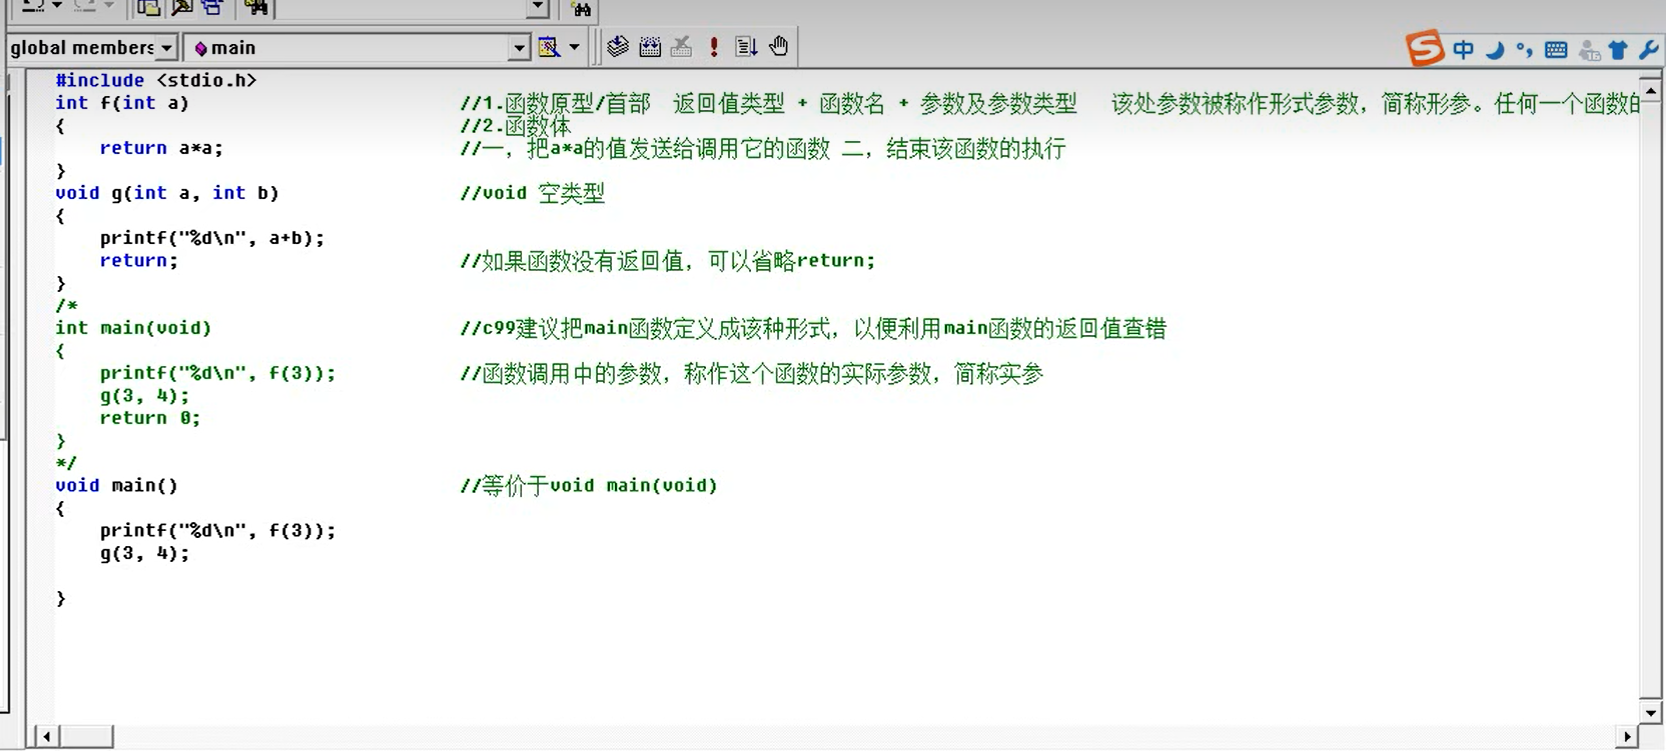 global members
main
中
#include <stdio.h>
int f(int a) //1.函数原型/首部 返回值类型 + 函数名 + 参数及参数类型 该处参数被称作形式参数，简称形参。任何一个函数的
{ //2.函数体
return a*a; //一，把a*a的值发送给调用它的函数 二，结束该函数的执行
}
void g(int a, int b) //void 空类型
{
printf("%d\n", a+b);
return; //如果函数没有返回值，可以省略return;
}
/*
int main(void) //c99建议把main函数定义成该种形式，以便利用main函数的返回值查错
{
printf("%d\n", f(3)); //函数调用中的参数，称作这个函数的实际参数，简称实参
g(3, 4);
return 0;
}
*/
void main() //等价于void main(void)
{
printf("%d\n", f(3));
g(3, 4);
}